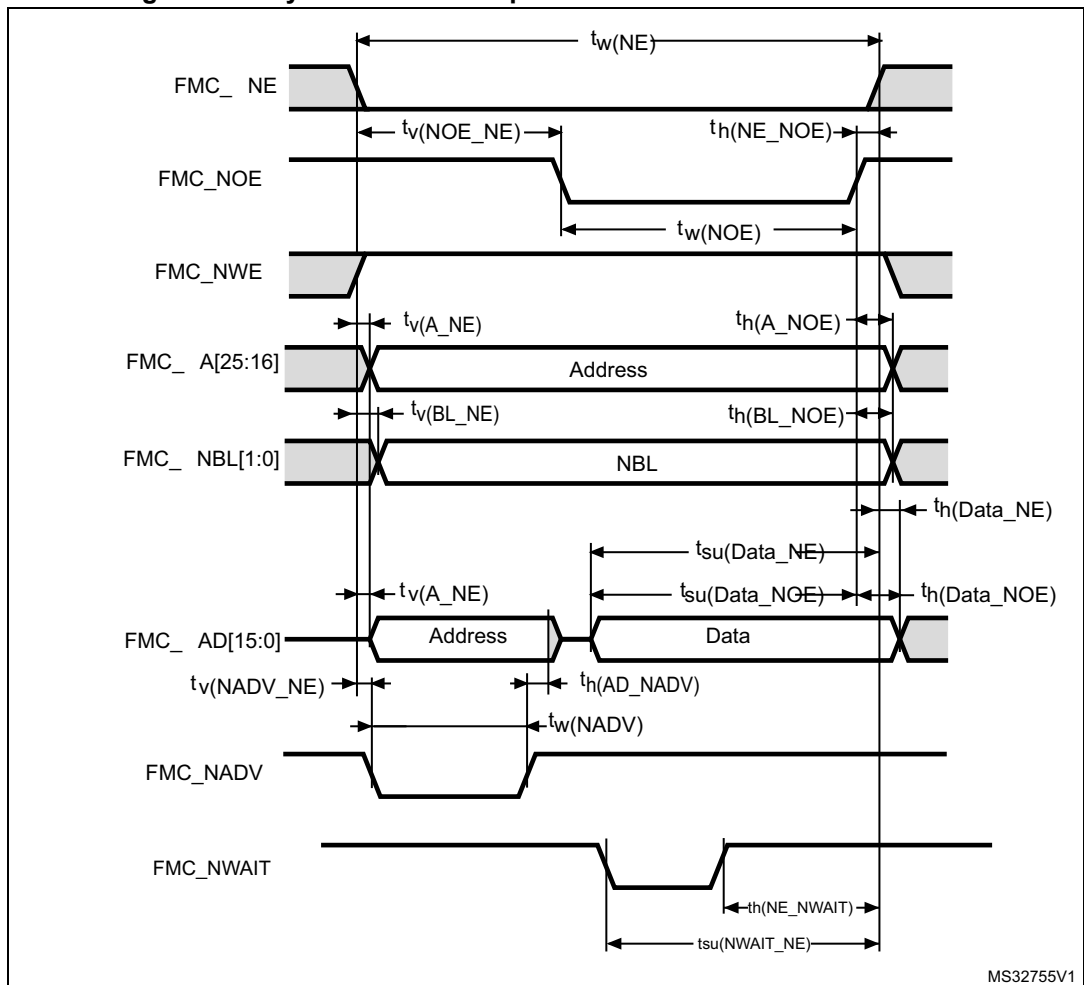 tw(NE)
FMC_ NE
tv(NOE_NE)
th(NE_NOE)
FMC_NOE
tw(NOE)
FMC_NWE
tv(A_NE)
th(A_NOE)
FMC_ A[25:16]
Address
tv(BL_NE)
th(BL_NOE)
FMC_ NBL[1:0]
NBL
th(Data_NE)
tsu(Data_NE)
tv(A_NE)
tsu(Data_NOE)
th(Data_NOE)
FMC_ AD[15:0]
Address
Data
tv(NADV_NE)
th(AD_NADV)
tw(NADV)
FMC_NADV
FMC_NWAIT
th(NE_NWAIT)
tsu(NWAIT_NE)
MS32755V1